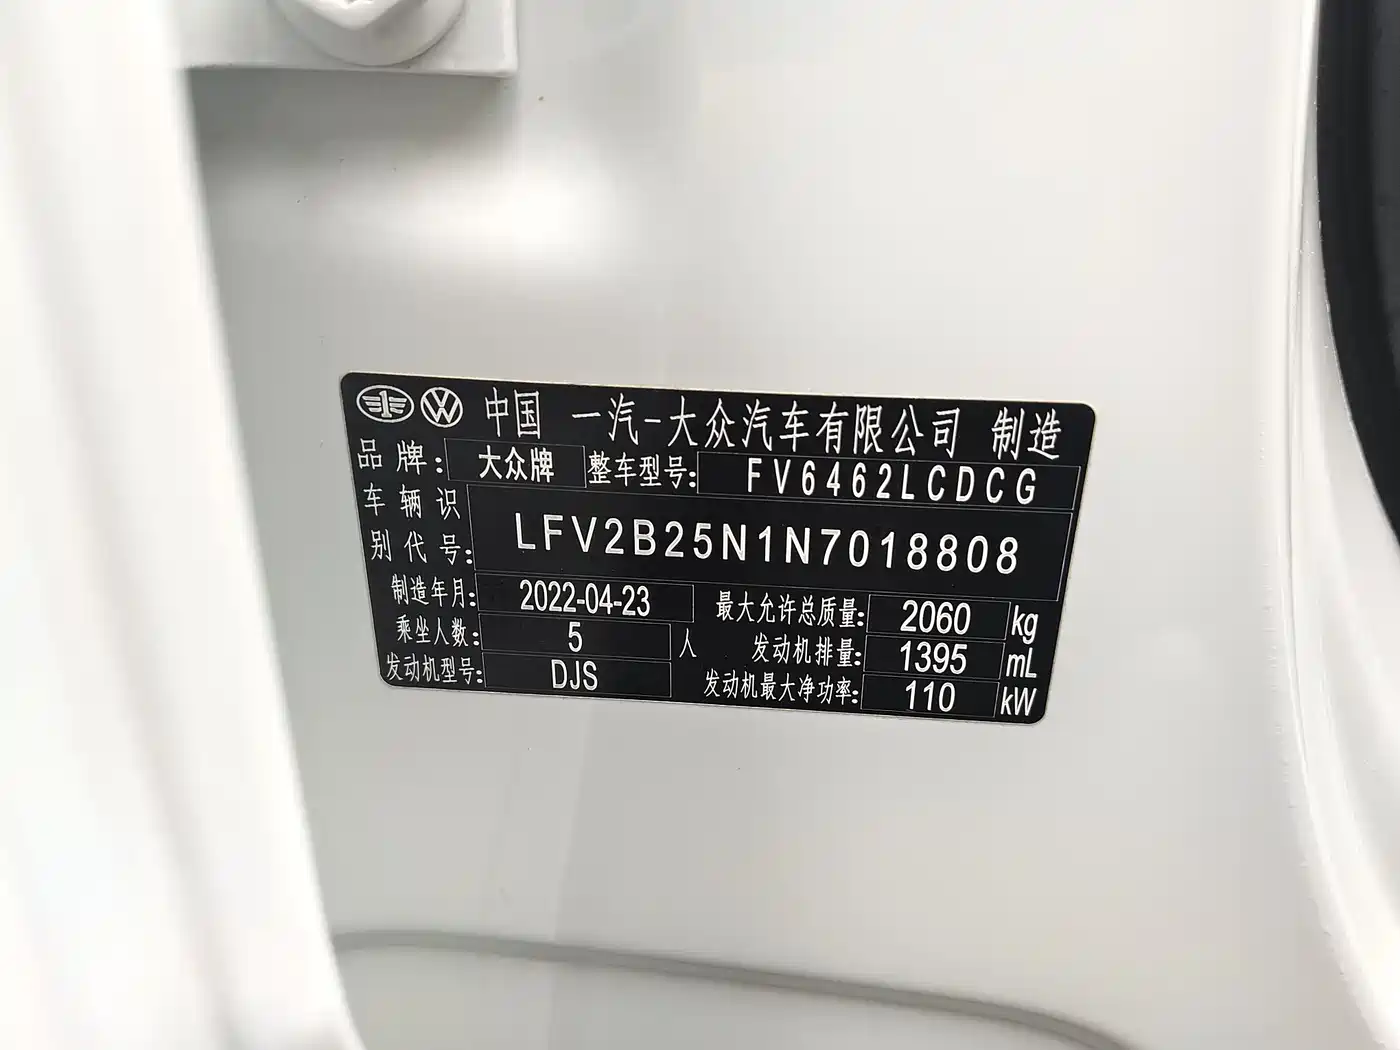 中国 一汽-大众汽车有限公司 制造
品牌: 大众牌 整车型号: FV6462LCDCG
车辆识别代号: LFV2B25N1N7018808
制造年月: 2022-04-23 最大允许总质量: 2060 kg
乘坐人数: 5 人 发动机排量: 1395 mL
发动机型号: DJS 发动机最大净功率: 110 kW